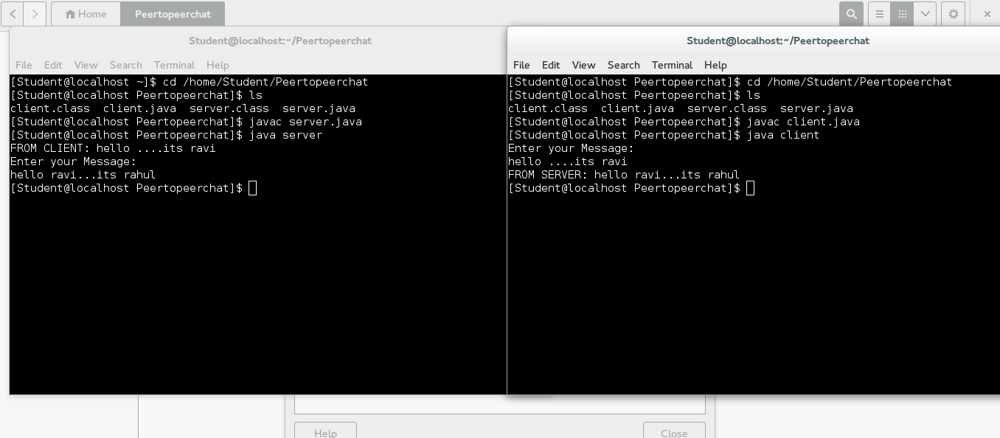 Home Peertopeerchat
Student@localhost:~/Peertopeerchat
File Edit View Search Terminal Help
[Student@localhost ~]$ cd /home/Student/Peertopeerchat
[Student@localhost Peertopeerchat]$ ls
client.class  client.java  server.class  server.java
[Student@localhost Peertopeerchat]$ javac server.java
[Student@localhost Peertopeerchat]$ java server
FROM CLIENT: hello ....its ravi
Enter your Message:
hello ravi...its rahul
[Student@localhost Peertopeerchat]$
Student@localhost:~/Peertopeerchat
File Edit View Search Terminal Help
[Student@localhost Peertopeerchat]$ cd /home/Student/Peertopeerchat
[Student@localhost Peertopeerchat]$ ls
client.class  client.java  server.class  server.java
[Student@localhost Peertopeerchat]$ javac client.java
[Student@localhost Peertopeerchat]$ java client
Enter your Message:
hello ....its ravi
FROM SERVER: hello ravi...its rahul
[Student@localhost Peertopeerchat]$
Help Close